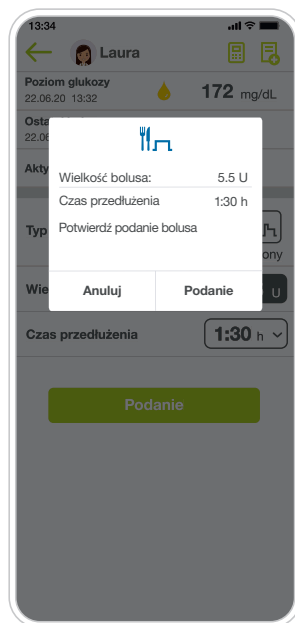 13:34
Laura
Poziom glukozy
22.06.20 13:32
172 mg/dL
Osta
22.06
Akty
Wielkość bolusa: 5.5 U
Czas przedłużenia 1:30 h
Potwierdź podanie bolusa
Typ
ony
Anuluj Podanie
Wie
U
Czas przedłużenia 1:30 h
Podanie